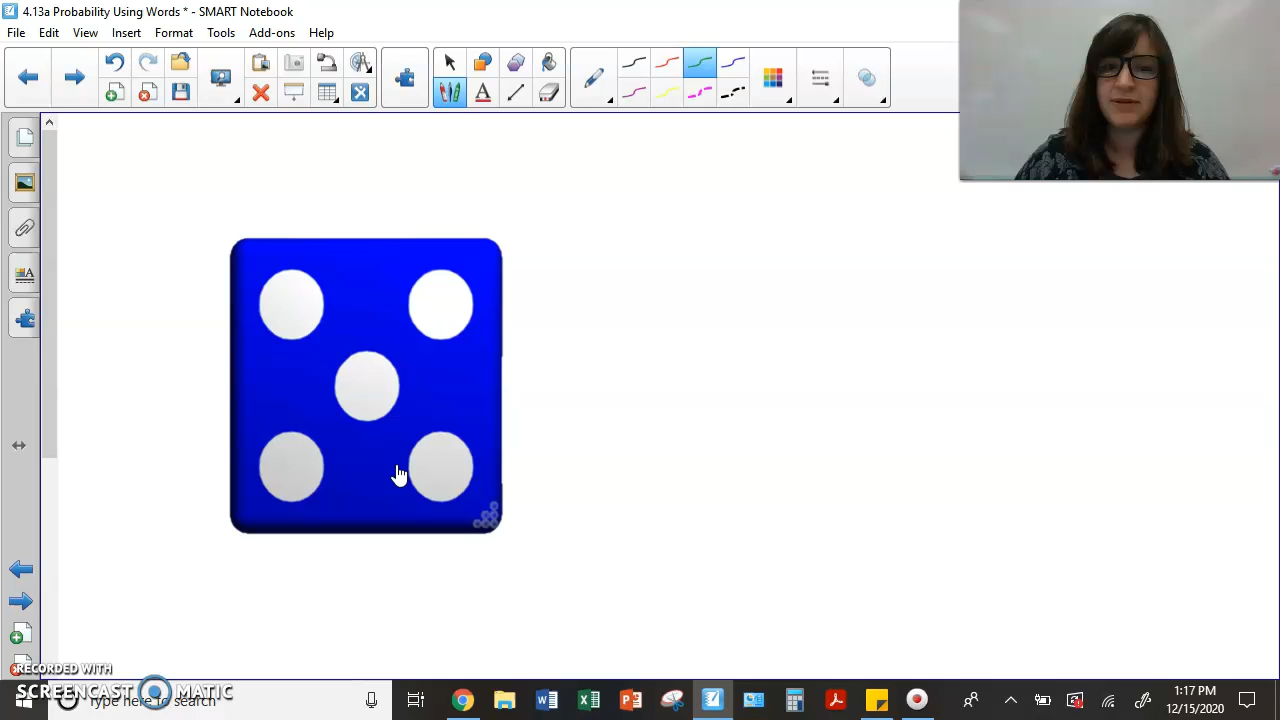 4.13a Probability Using Words * - SMART Notebook
File Edit View Insert Format Tools Add-ons Help
RECORDED WITH
SCREENCAST MATIC
Type here to search
1:17 PM
12/15/2020